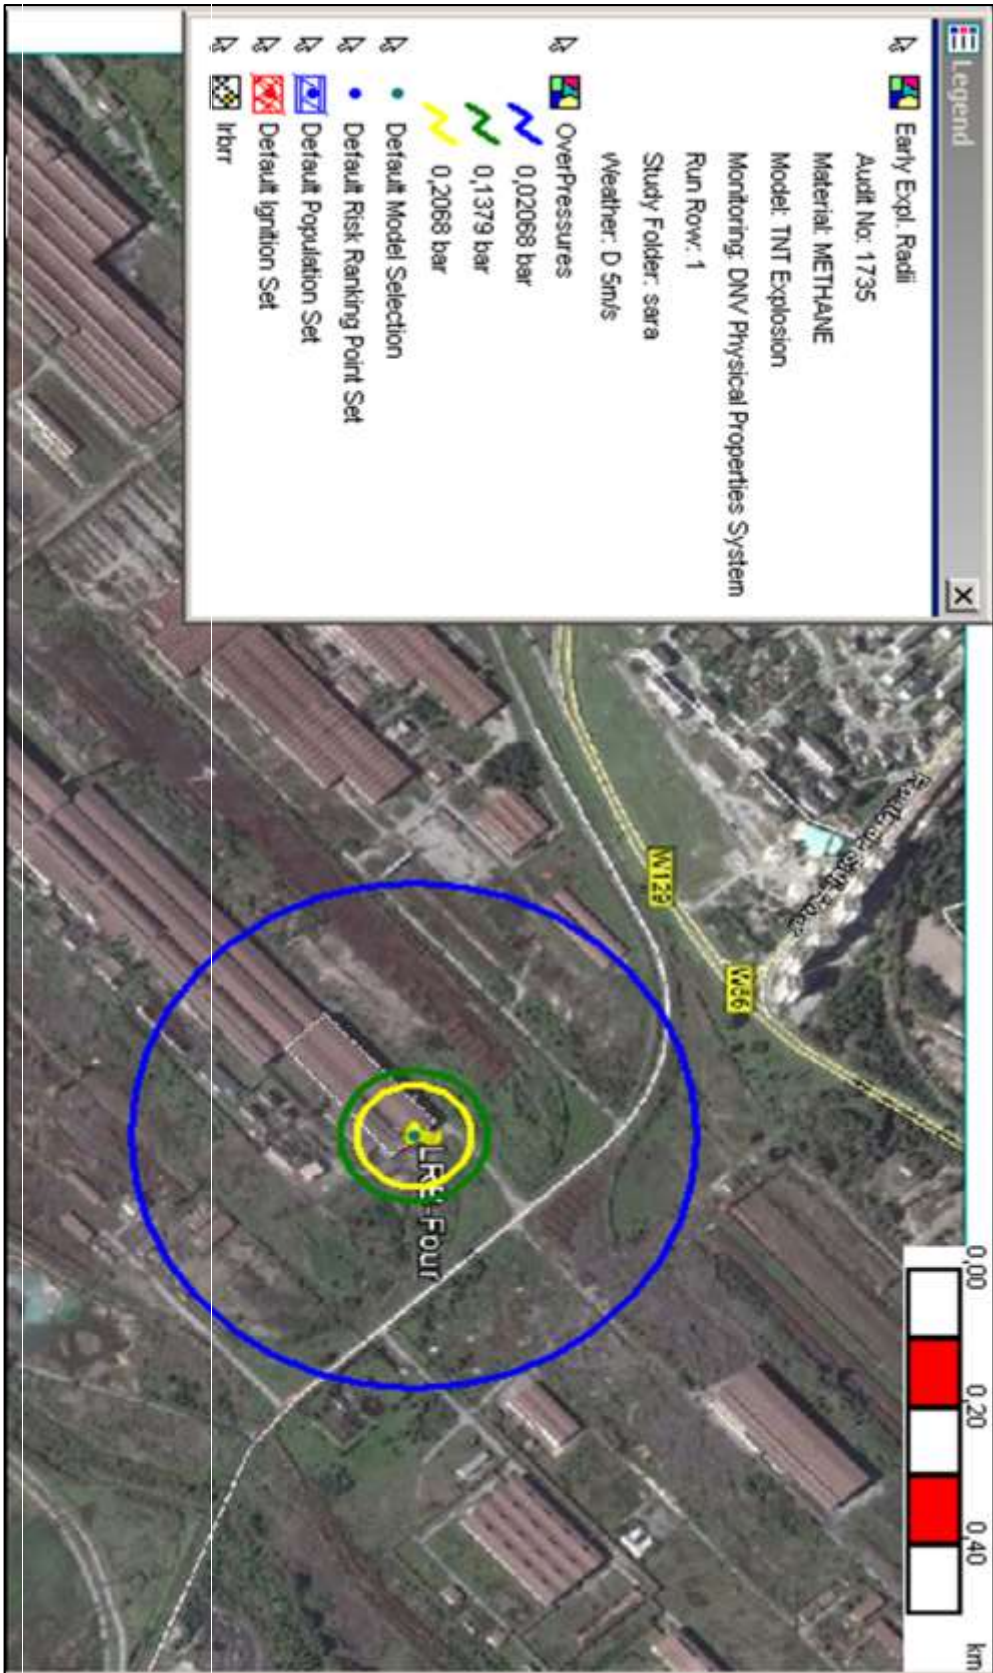 Legend
Early Expl. Radii
Audit No: 1735
Material: METHANE
Model: TNT Explosion
Monitoring: DNV Physical Properties System
Run Row: 1
Study Folder: sara
Weather: D 5m/s
OverPressures
0,02068 bar
0,1379 bar
0,2068 bar
Default Model Selection
Default Risk Ranking Point Set
Default Population Set
Default Ignition Set
0,00 0,20 0,40 km
W129
W56
Four